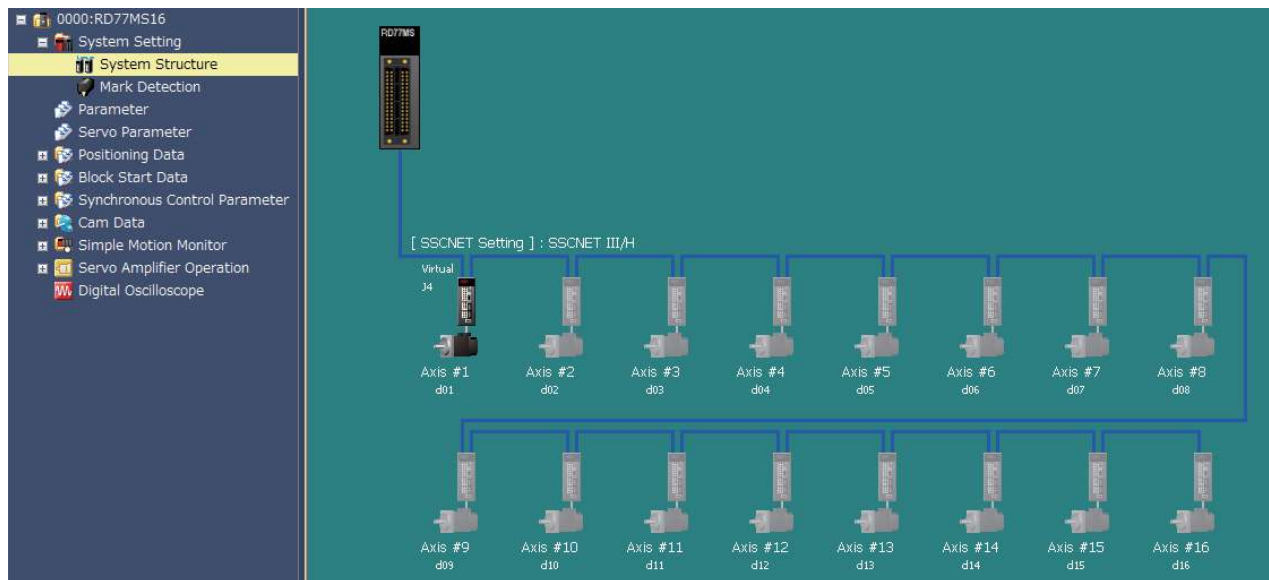 0000:RD77MS16
System Setting
System Structure
Mark Detection
Parameter
Servo Parameter
Positioning Data
Block Start Data
Synchronous Control Parameter
Cam Data
Simple Motion Monitor
Servo Amplifier Operation
Digital Oscilloscope
RD77MS
[ SSCNET Setting ] : SSCNET III/H
Virtual
J4
Axis #1 Axis #2 Axis #3 Axis #4 Axis #5 Axis #6 Axis #7 Axis #8
d01 d02 d03 d04 d05 d06 d07 d08
Axis #9 Axis #10 Axis #11 Axis #12 Axis #13 Axis #14 Axis #15 Axis #16
d09 d10 d11 d12 d13 d14 d15 d16